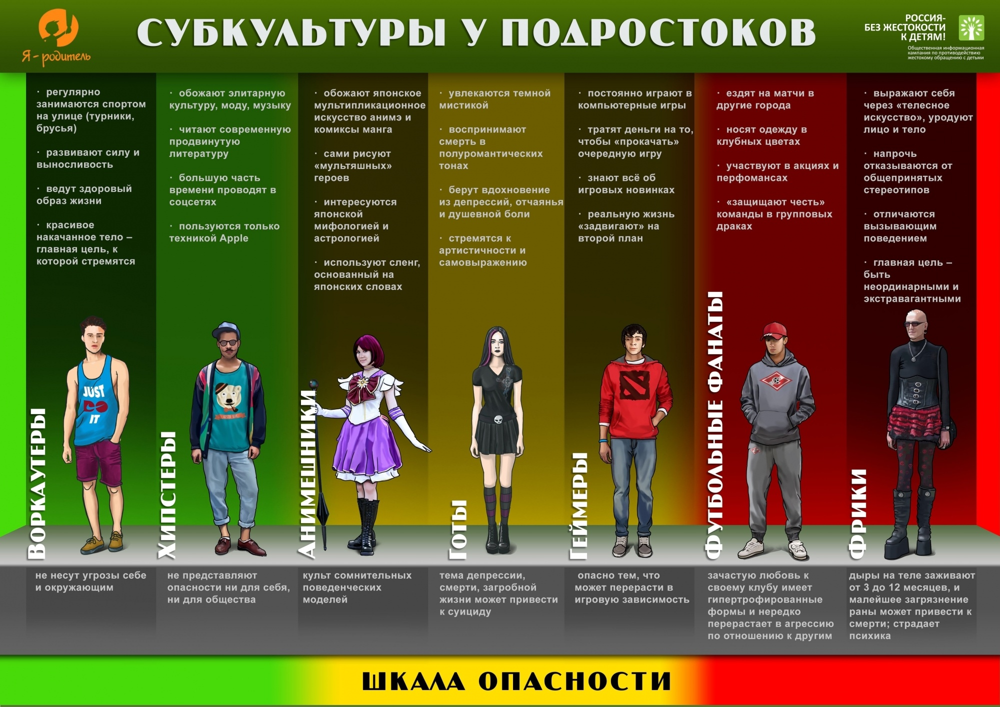 Я - родитель
СУБКУЛЬТУРЫ У ПОДРОСТОКОВ
РОССИЯ-
БЕЗ ЖЕСТОКОСТИ
К ДЕТЯМ!
Общественная информационная
кампания по противодействию
жестокому обращению с детьми
· регулярно
занимаются спортом
на улице (турники,
брусья)
· развивают силу и
выносливость
· ведут здоровый
образ жизни
· красивое
накачанное тело –
главная цель, к
которой стремятся
ВОРКАУТЕРЫ
JUST
DO
IT
не несут угрозы себе
и окружающим
· обожают элитарную
культуру, моду, музыку
· читают современную
продвинутую
литературу
· большую часть
времени проводят в
соцсетях
· пользуются только
техникой Apple
ХИПСТЕРЫ
не представляют
опасности ни для себя,
ни для общества
· обожают японское
мультипликационное
искусство анимэ и
комиксы манга
· сами рисуют
«мультяшных»
героев
· интересуются
японской
мифологией и
астрологией
· используют сленг,
основанный на
японских словах
АНИМЕШНИКИ
культ сомнительных
поведенческих
моделей
· увлекаются темной
мистикой
· воспринимают
смерть в
полуромантических
тонах
· берут вдохновение
из депрессий, отчаянья
и душевной боли
· стремятся к
артистичности и
самовыражению
ГОТЫ
тема депрессии,
смерти, загробной
жизни может привести
к суициду
· постоянно играют в
компьютерные игры
· тратят деньги на то,
чтобы «прокачать»
очередную игру
· знают всё об
игровых новинках
· реальную жизнь
«задвигают» на
второй план
ГЕЙМЕРЫ
опасно тем, что
может перерасти в
игровую зависимость
· ездят на матчи в
другие города
· носят одежду в
клубных цветах
· участвуют в акциях и
перфомансах
· «защищают честь»
команды в групповых
драках
ФУТБОЛЬНЫЕ ФАНАТЫ
зачастую любовь к
своему клубу имеет
гипертрофированные
формы и нередко
перерастает в агрессию
по отношению к другим
· выражают себя
через «телесное
искусство», уродуют
лицо и тело
· напрочь
отказываются от
общепринятых
стереотипов
· отличаются
вызывающим
поведением
· главная цель –
быть
неординарными и
экстравагантными
ФРИКИ
дыры на теле заживают
от 3 до 12 месяцев, и
малейшее загрязнение
раны может привести к
смерти; страдает
психика
ШКАЛА ОПАСНОСТИ